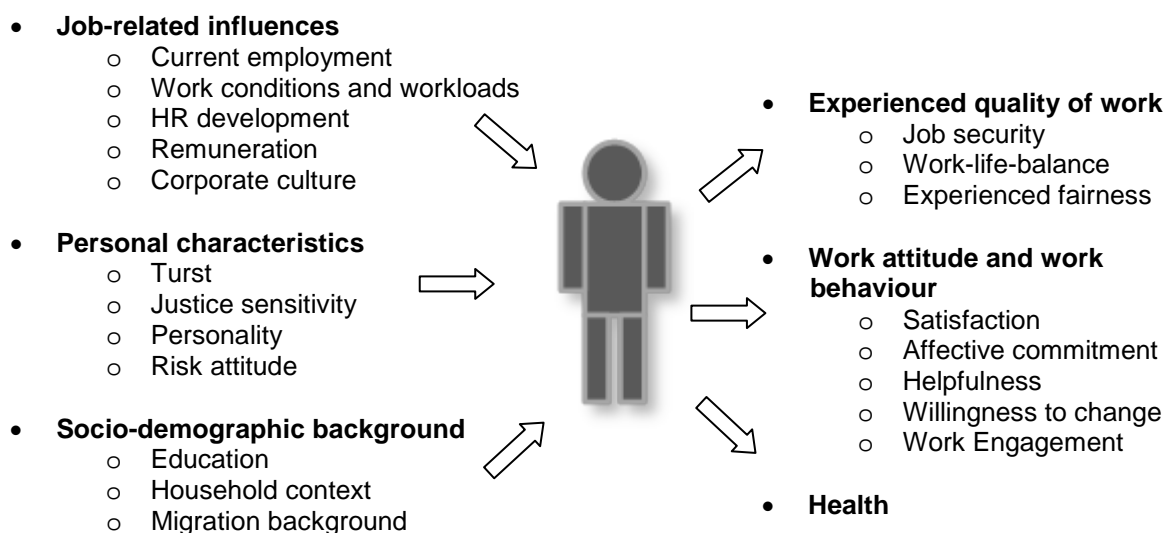 • Job-related influences
o Current employment
o Work conditions and workloads
o HR development
o Remuneration
o Corporate culture
• Personal characteristics
o Turst
o Justice sensitivity
o Personality
o Risk attitude
• Socio-demographic background
o Education
o Household context
o Migration background
• Experienced quality of work
o Job security
o Work-life-balance
o Experienced fairness
• Work attitude and work
behaviour
o Satisfaction
o Affective commitment
o Helpfulness
o Willingness to change
o Work Engagement
• Health